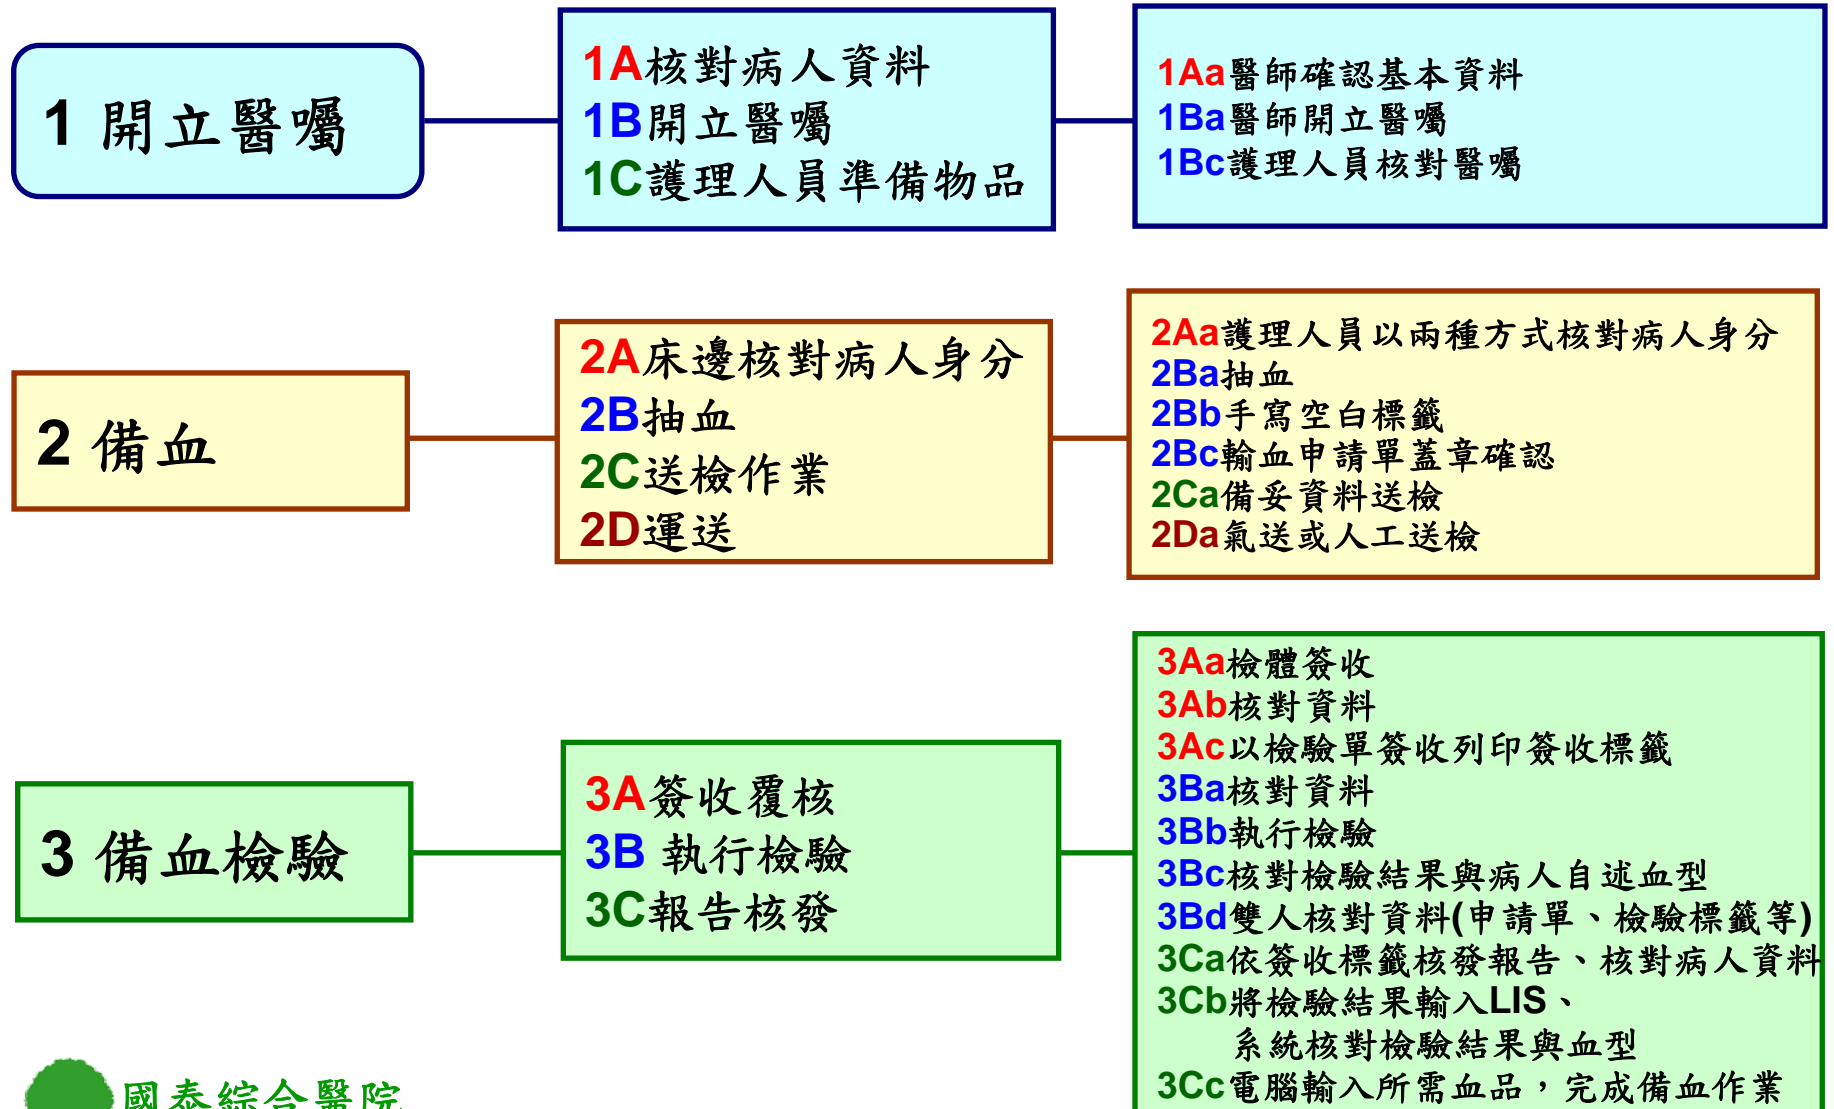 1 開立醫囑
1A核對病人資料
1B開立醫囑
1C護理人員準備物品
1Aa醫師確認基本資料
1Ba醫師開立醫囑
1Bc護理人員核對醫囑
2 備血
2A床邊核對病人身分
2B抽血
2C送檢作業
2D運送
2Aa護理人員以兩種方式核對病人身分
2Ba抽血
2Bb手寫空白標籤
2Bc輸血申請單蓋章確認
2Ca備妥資料送檢
2Da氣送或人工送檢
3 備血檢驗
3A簽收覆核
3B 執行檢驗
3C報告核發
3Aa檢體簽收
3Ab核對資料
3Ac以檢驗單簽收列印簽收標籤
3Ba核對資料
3Bb執行檢驗
3Bc核對檢驗結果與病人自述血型
3Bd雙人核對資料(申請單、檢驗標籤等)
3Ca依簽收標籤核發報告、核對病人資料
3Cb將檢驗結果輸入LIS、
系統核對檢驗結果與血型
3Cc電腦輸入所需血品，完成備血作業
國泰綜合醫院